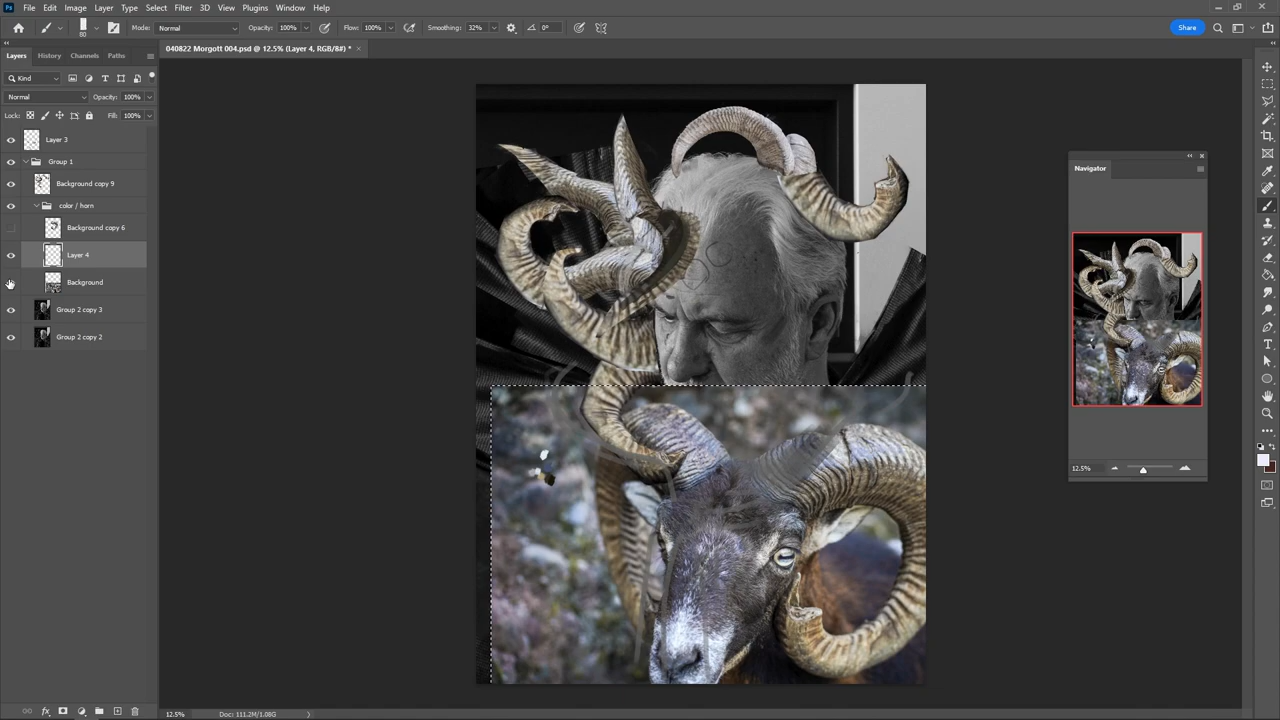 Ps File Edit Image Layer Type Select Filter 3D View Plugins Window Help
80 Mode: Normal Opacity: 100% Flow: 100% Smoothing: 32% 0° Share
Layers History Channels Paths
040822 Morgott 004.psd @ 12.5% (Layer 4, RGB/8#) *
Kind
Normal Opacity: 100%
Lock: Fill: 100%
Layer 3
Group 1
Background copy 9
color / horn
Background copy 6
Layer 4
Background
Group 2 copy 3
Group 2 copy 2
Navigator
12.5%
fx
12.5% Doc: 111.2M/1.08G